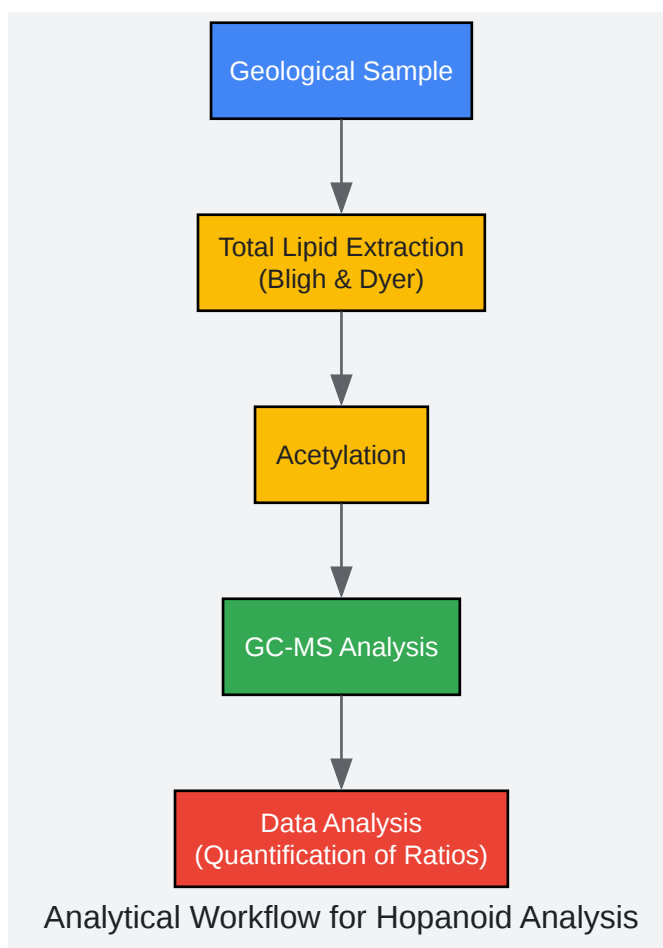 Geological Sample
Total Lipid Extraction
(Bligh & Dyer)
Acetylation
GC-MS Analysis
Data Analysis
(Quantification of Ratios)
Analytical Workflow for Hopanoid Analysis